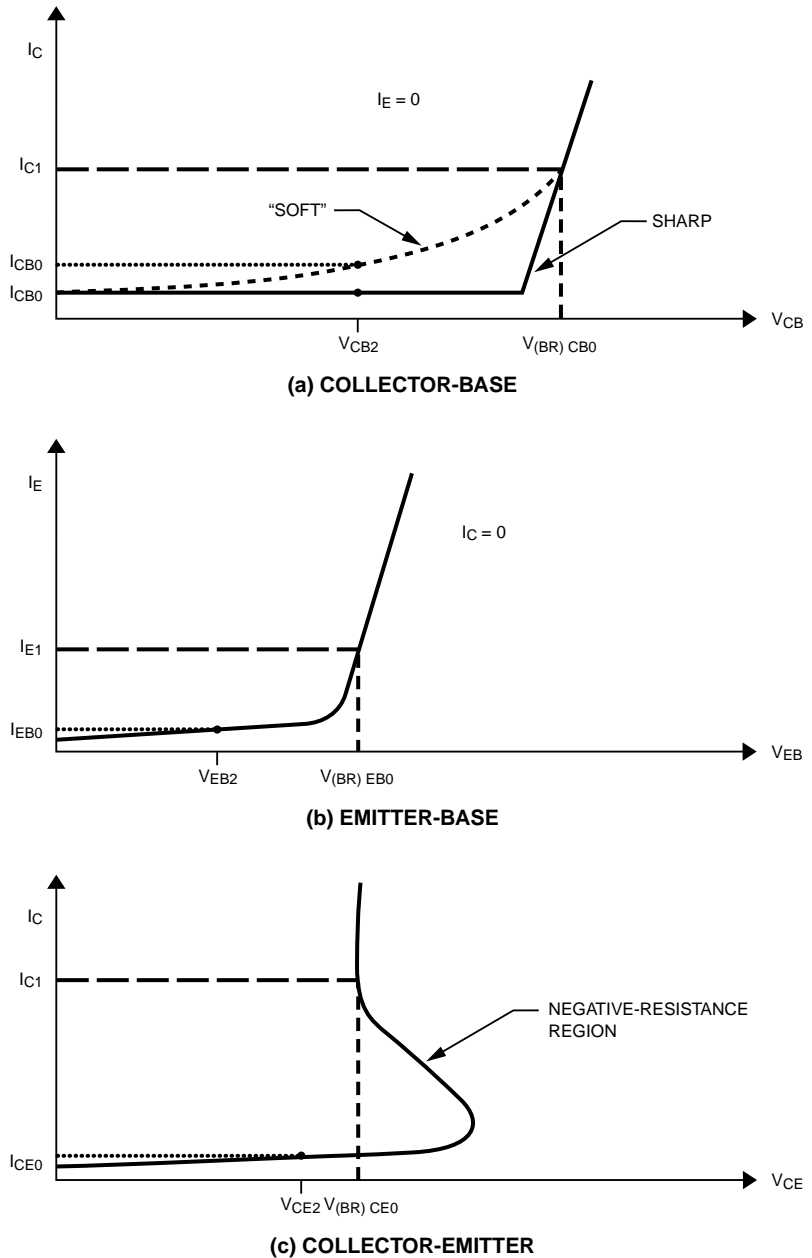 IC
IE = 0
IC1
“SOFT”
SHARP
ICB0
ICB0
VCB
VCB2
V(BR) CB0
(a) COLLECTOR-BASE
IE
IC = 0
IE1
IEB0
VEB
VEB2
V(BR) EB0
(b) EMITTER-BASE
IC
IC1
NEGATIVE-RESISTANCE
REGION
ICE0
VCE
VCE2
V(BR) CE0
(c) COLLECTOR-EMITTER